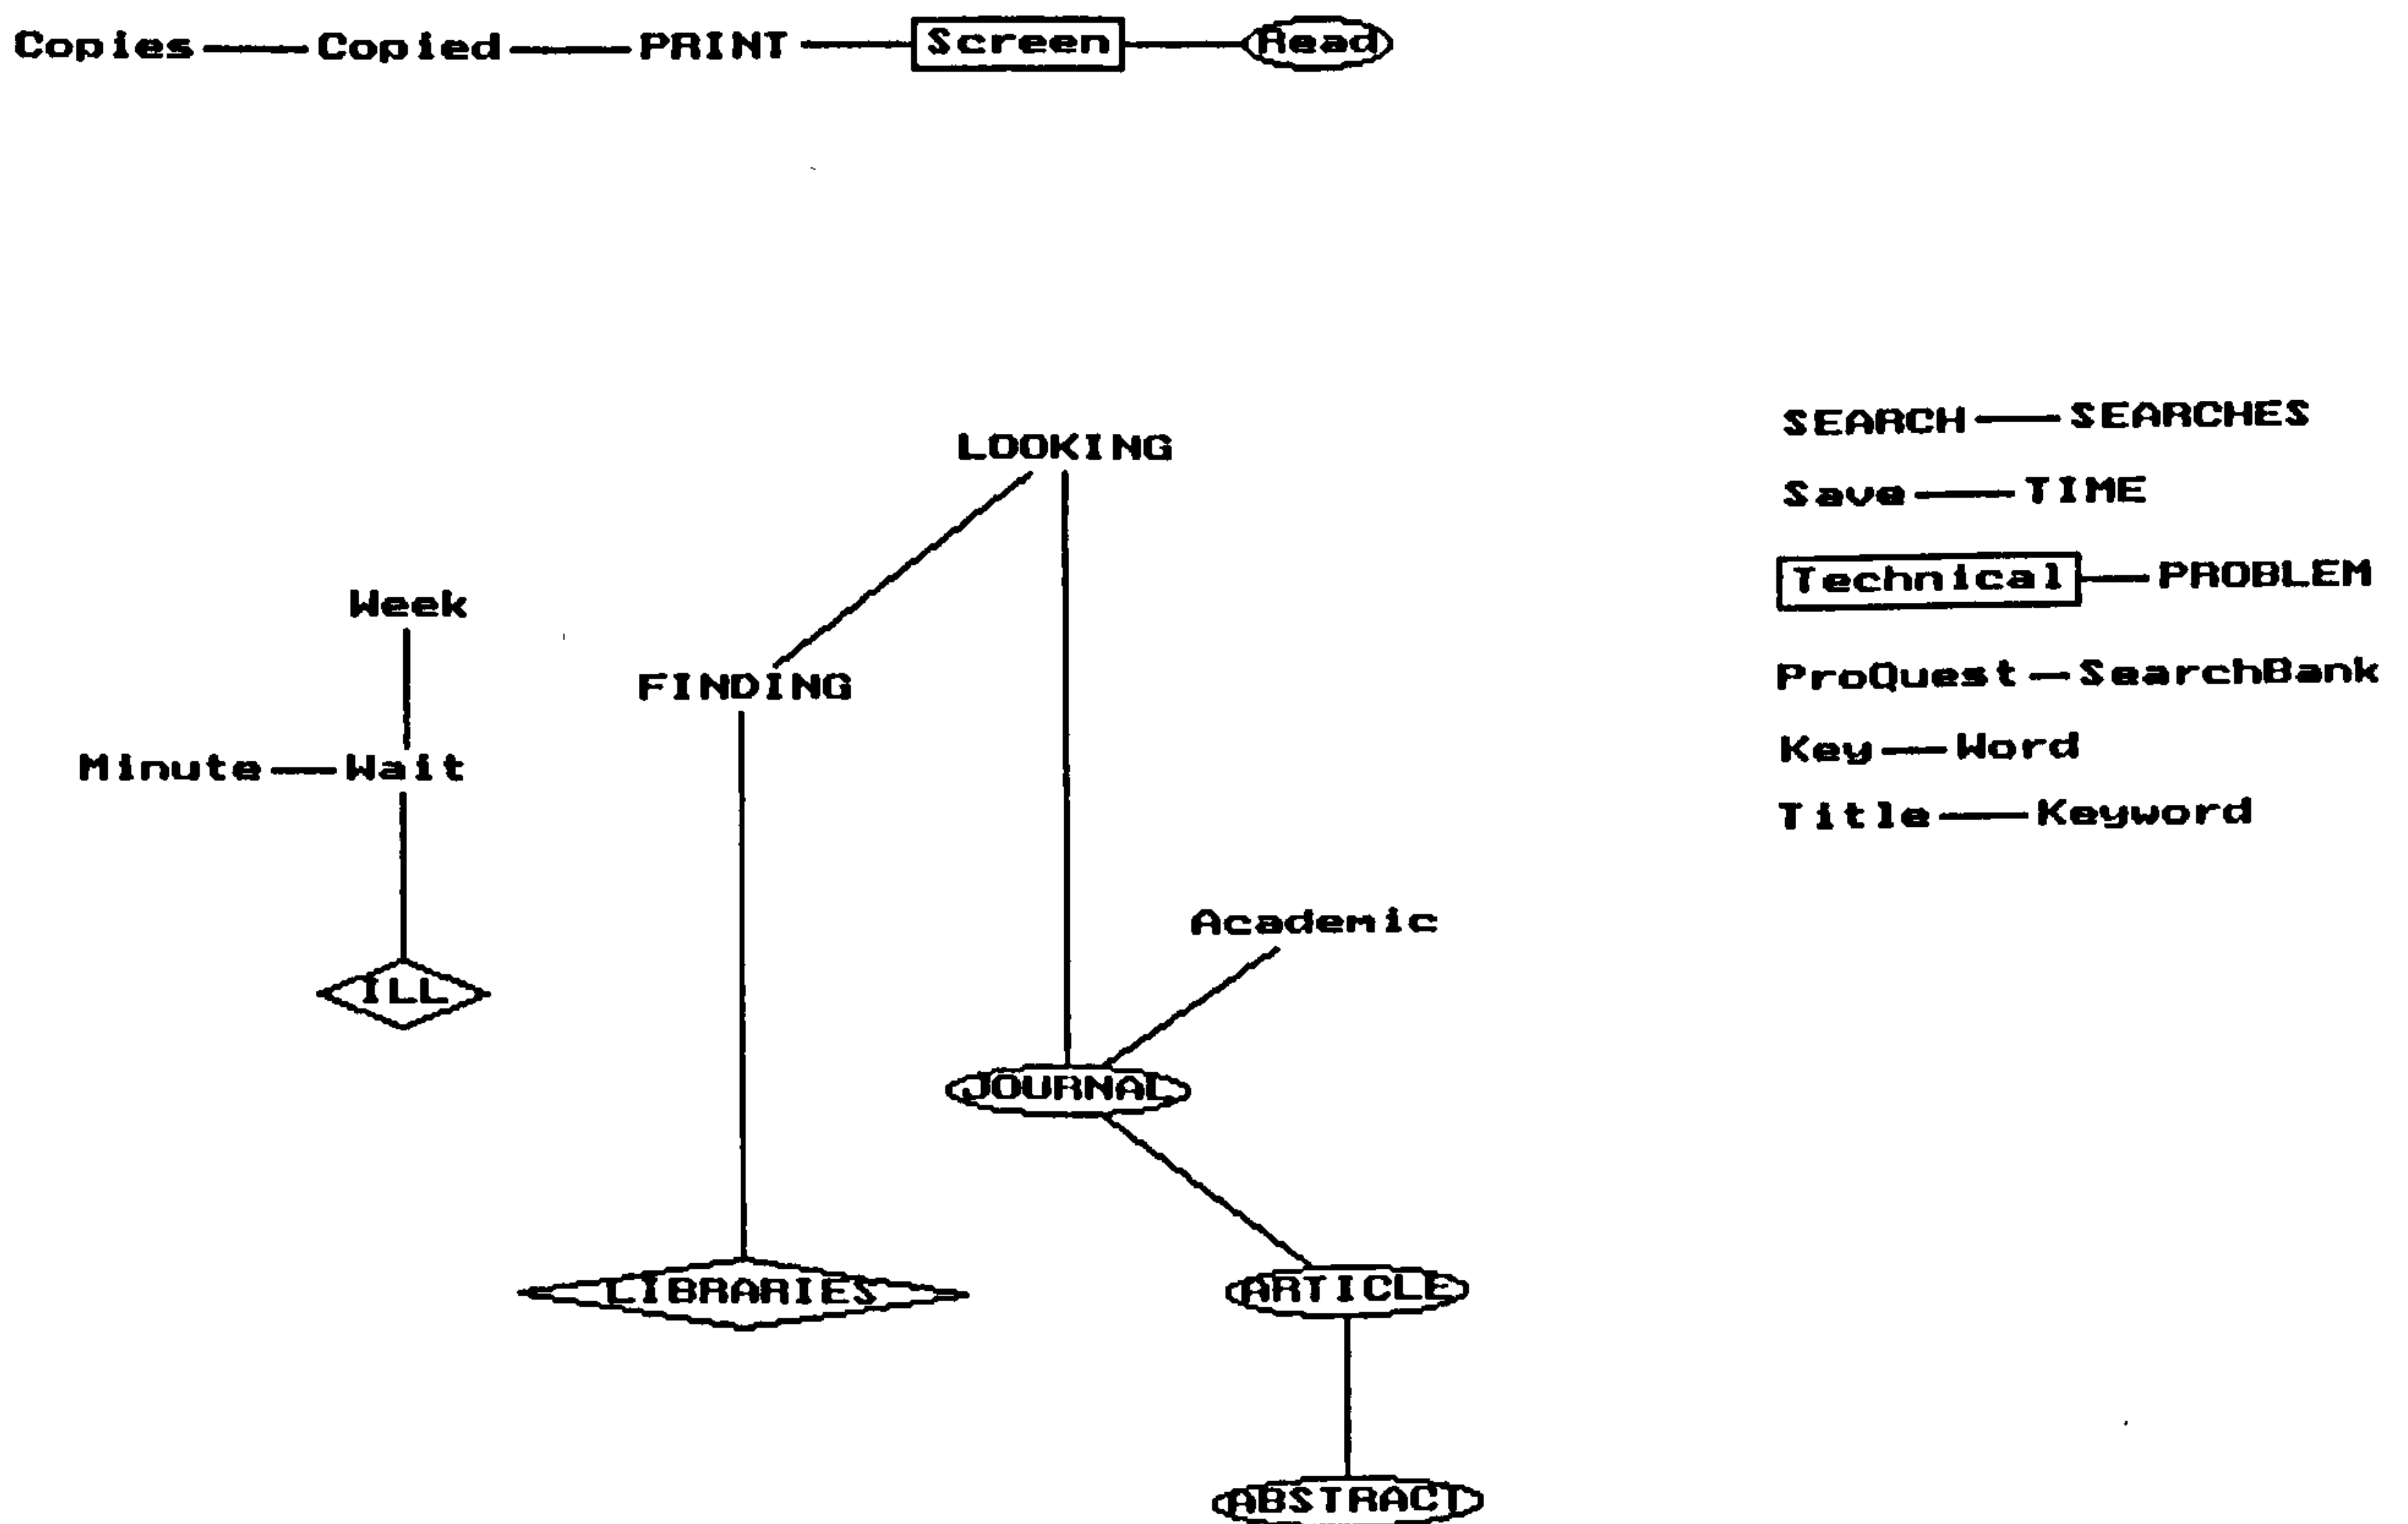 Copies Copied PRINT Screen Read
LOOKING
SEARCH SEARCHES
Save TIME
Technical PROBLEM
Week
FINDING
ProQuest SearchBank
Minute Wait
Key Word
Title Keyword
Academic
ILL
JOURNAL
LIBRARIES
ARTICLE
ABSTRACT